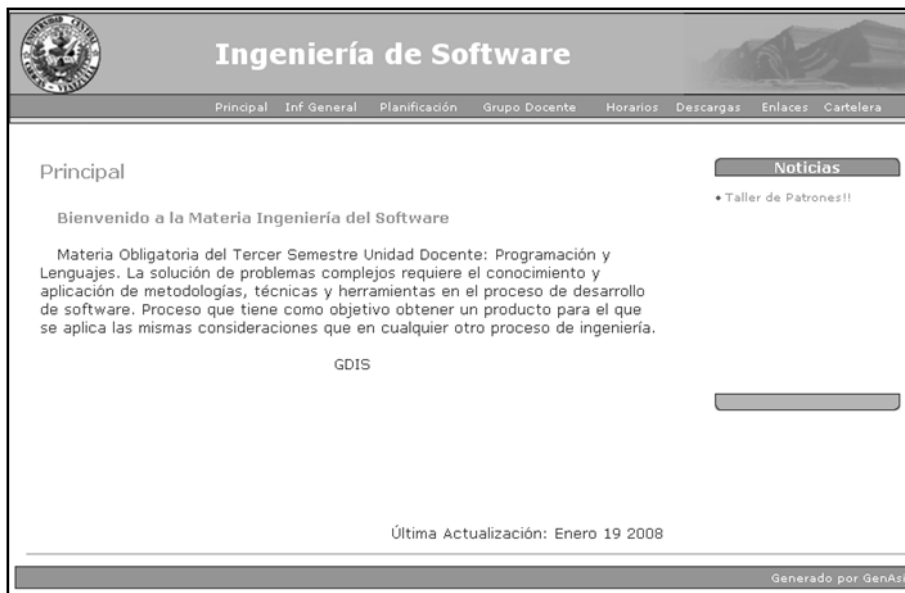 Ingeniería de Software
Principal Inf General Planificación Grupo Docente Horarios Descargas Enlaces Cartelera
Principal
Bienvenido a la Materia Ingeniería del Software
Materia Obligatoria del Tercer Semestre Unidad Docente: Programación y
Lenguajes. La solución de problemas complejos requiere el conocimiento y
aplicación de metodologías, técnicas y herramientas en el proceso de desarrollo
de software. Proceso que tiene como objetivo obtener un producto para el que
se aplica las mismas consideraciones que en cualquier otro proceso de ingeniería.
GDIS
Noticias
Taller de Patrones!!
Última Actualización: Enero 19 2008
Generado por GenAsi